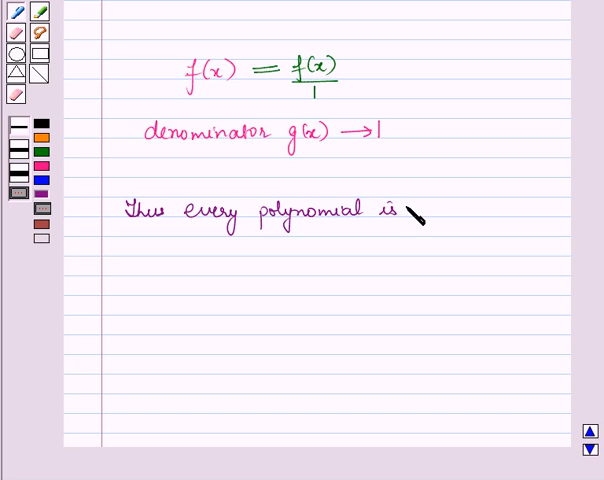 f(x) = f(x)/1
denominator g(x) → 1
Thus every polynomial is